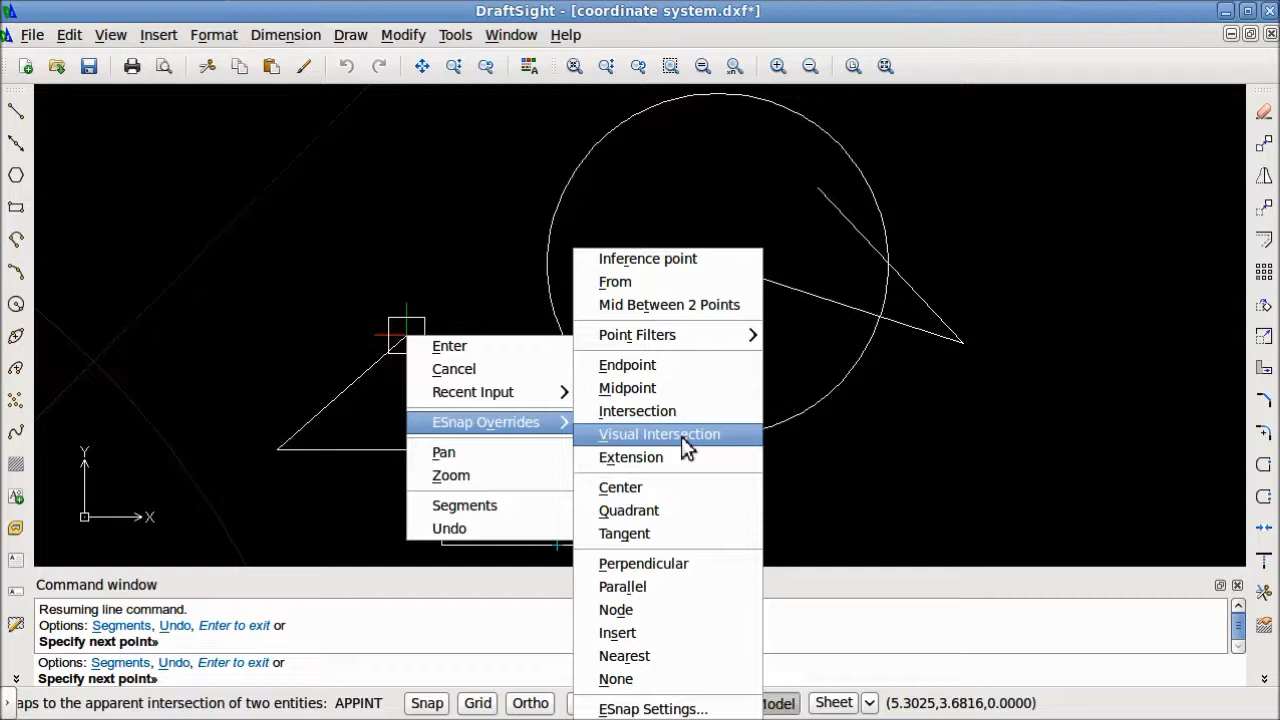 DraftSight - [coordinate system.dxf*]
File Edit View Insert Format Dimension Draw Modify Tools Window Help
Inference point
From
Mid Between 2 Points
Point Filters
Endpoint
Midpoint
Intersection
Visual Intersection
Extension
Center
Quadrant
Tangent
Perpendicular
Parallel
Node
Insert
Nearest
None
ESnap Settings...
Enter
Cancel
Recent Input
ESnap Overrides
Pan
Zoom
Segments
Undo
Y
X
Command window
Resuming line command.
Options: Segments, Undo, Enter to exit or
Specify next point»
Options: Segments, Undo, Enter to exit or
Specify next point»
aps to the apparent intersection of two entities: APPINT Snap Grid Ortho Sheet (5.3025,3.6816,0.0000)